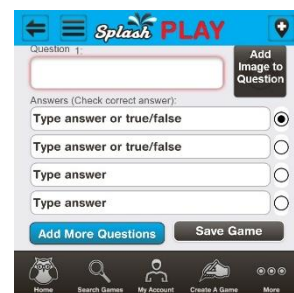 Splash PLAY
Question 1:
Add
Image to
Question
Answers (Check correct answer):
Type answer or true/false
Type answer or true/false
Type answer
Type answer
Add More Questions
Save Game
Home
Search Games
My Account
Create A Game
More